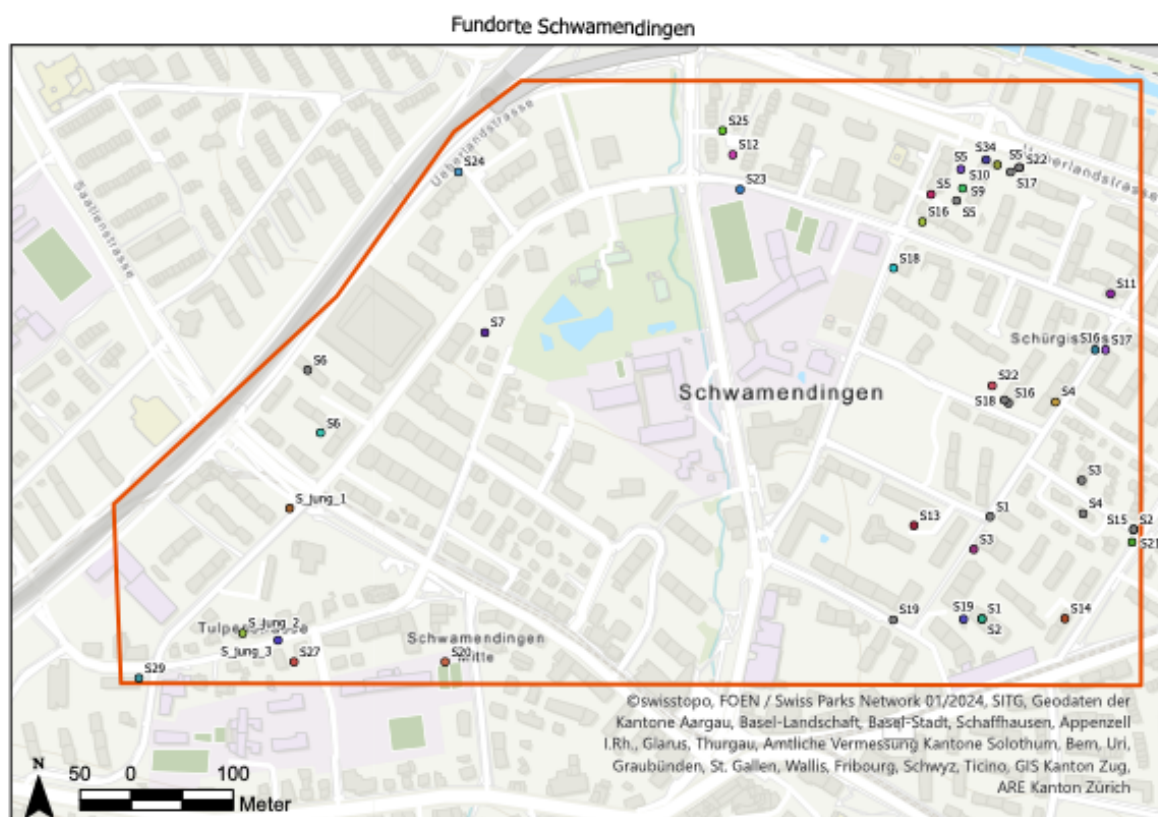 Fundorte Schwamendingen
S25
S12
S24
Ueberlandstrasse
S34
S5
S5
S22
S10
S17
S23
S5
S9
S5
S16
Saatlenstrasse
S18
S11
S7
Schürgis
S16
S17
S6
Schwamendingen
S22
S18
S16
S4
S6
S3
S_jung_1
S1
S4
S15
S2
S13
S21
S3
S_jung_2
S19
S19
S1
S14
S2
S_jung_3
S27
Schwamendingen
Mitte
S20
S29
©swisstopo, FOEN / Swiss Parks Network 01/2024, SITG, Geodaten der
Kantone Aargau, Basel-Landschaft, Basel-Stadt, Schaffhausen, Appenzell
I.Rh., Glarus, Thurgau, Amtliche Vermessung Kantone Solothurn, Bern, Uri,
Graubünden, St. Gallen, Wallis, Fribourg, Schwyz, Ticino, GIS Kanton Zug,
ARE Kanton Zürich
N
50 0 100
Meter